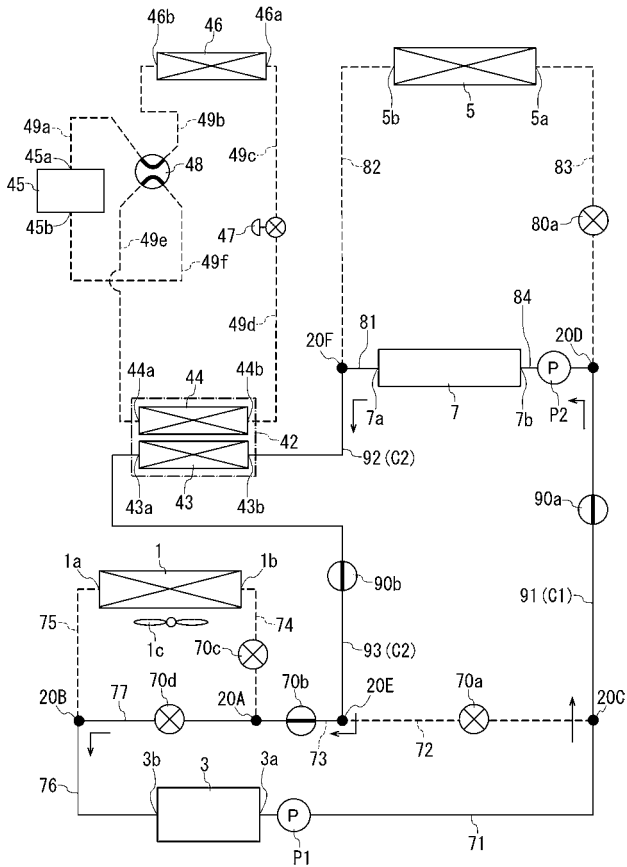 46b 46 46a
49a 49b
45a 48
45
45b
49e 49f
49c
47
49d
5b 5 5a
82 83
80a
84
81
20F 20D
P
7a 7 7b P2
44a 44 44b
42
43a 43 43b
92(C2)
90a
1a 1 1b
90b
75 74
1c
91(C1)
70c
93(C2)
70d 70b 70a
20B 77 20A 20E 20C
73 72
76
3b 3 3a
P
P1
71